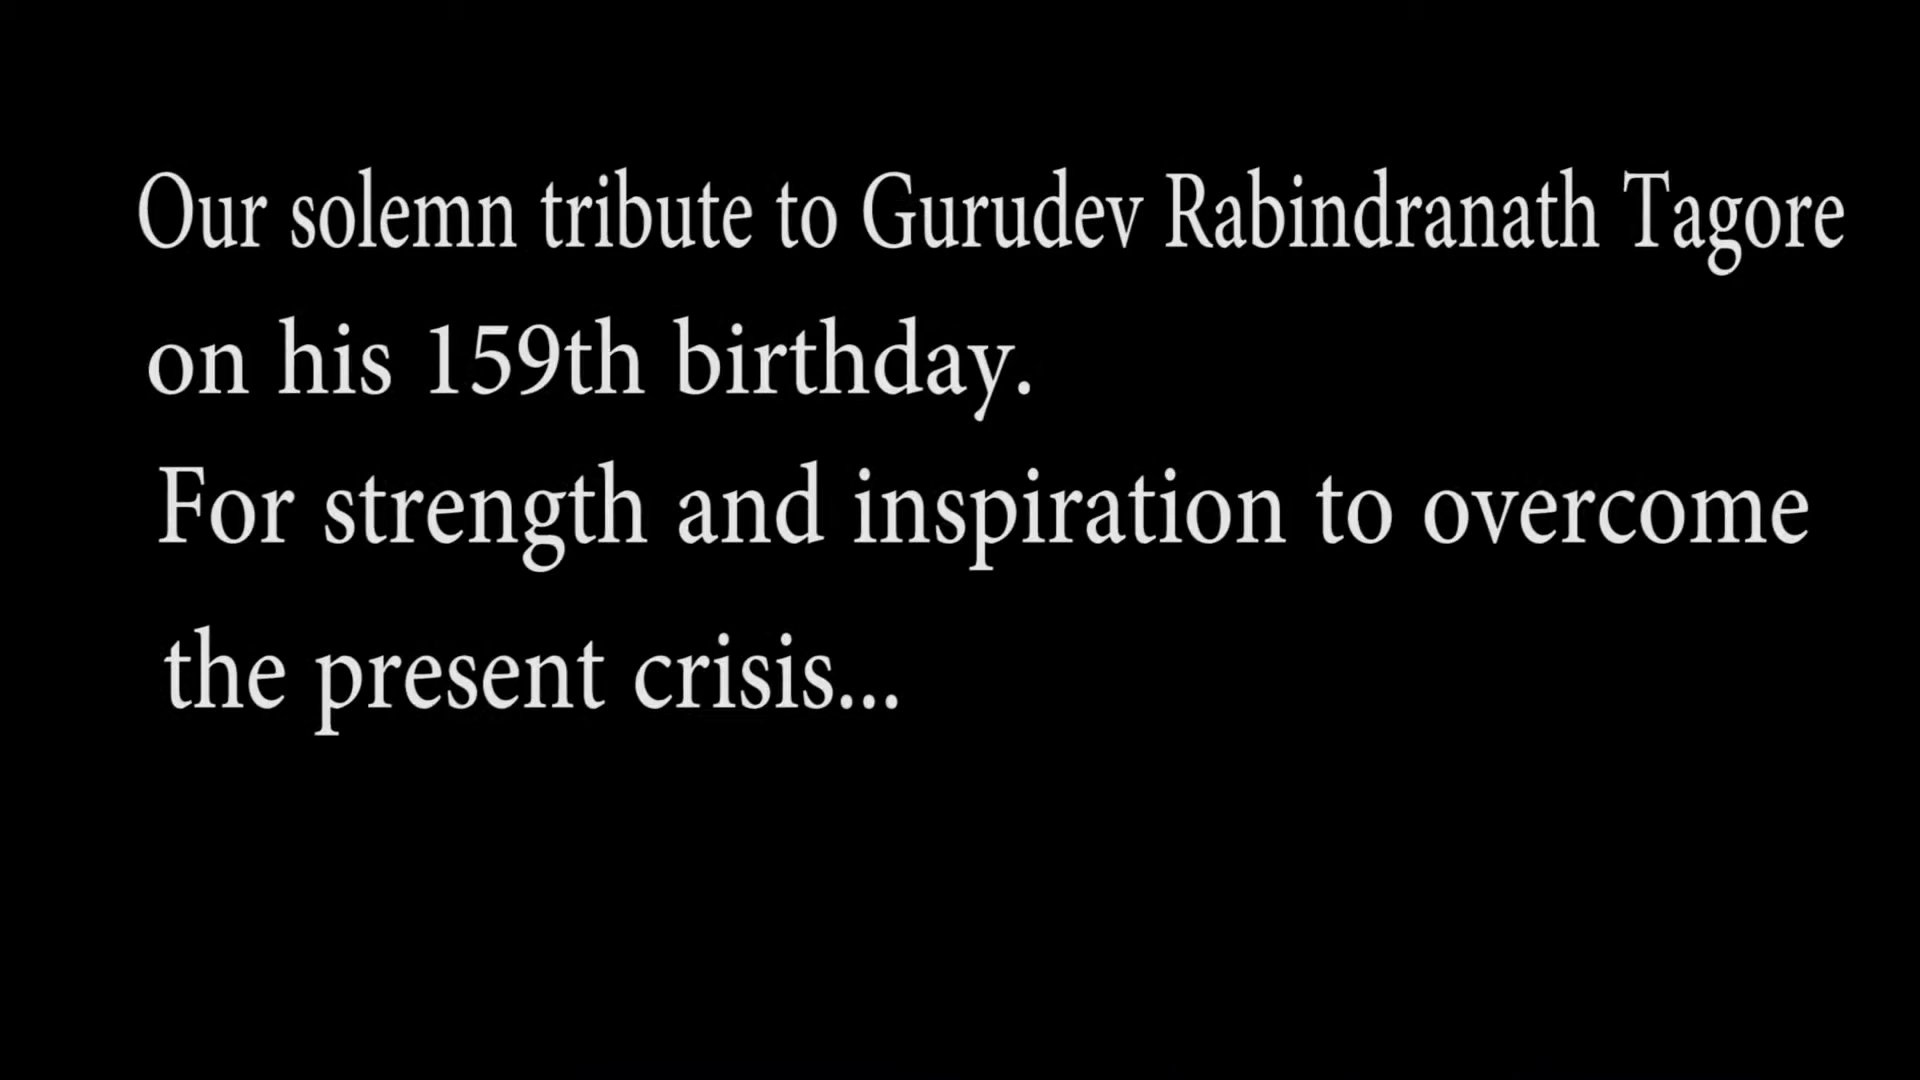 Our solemn tribute to Gurudev Rabindranath Tagore
on his 159th birthday.
For strength and inspiration to overcome
the present crisis...